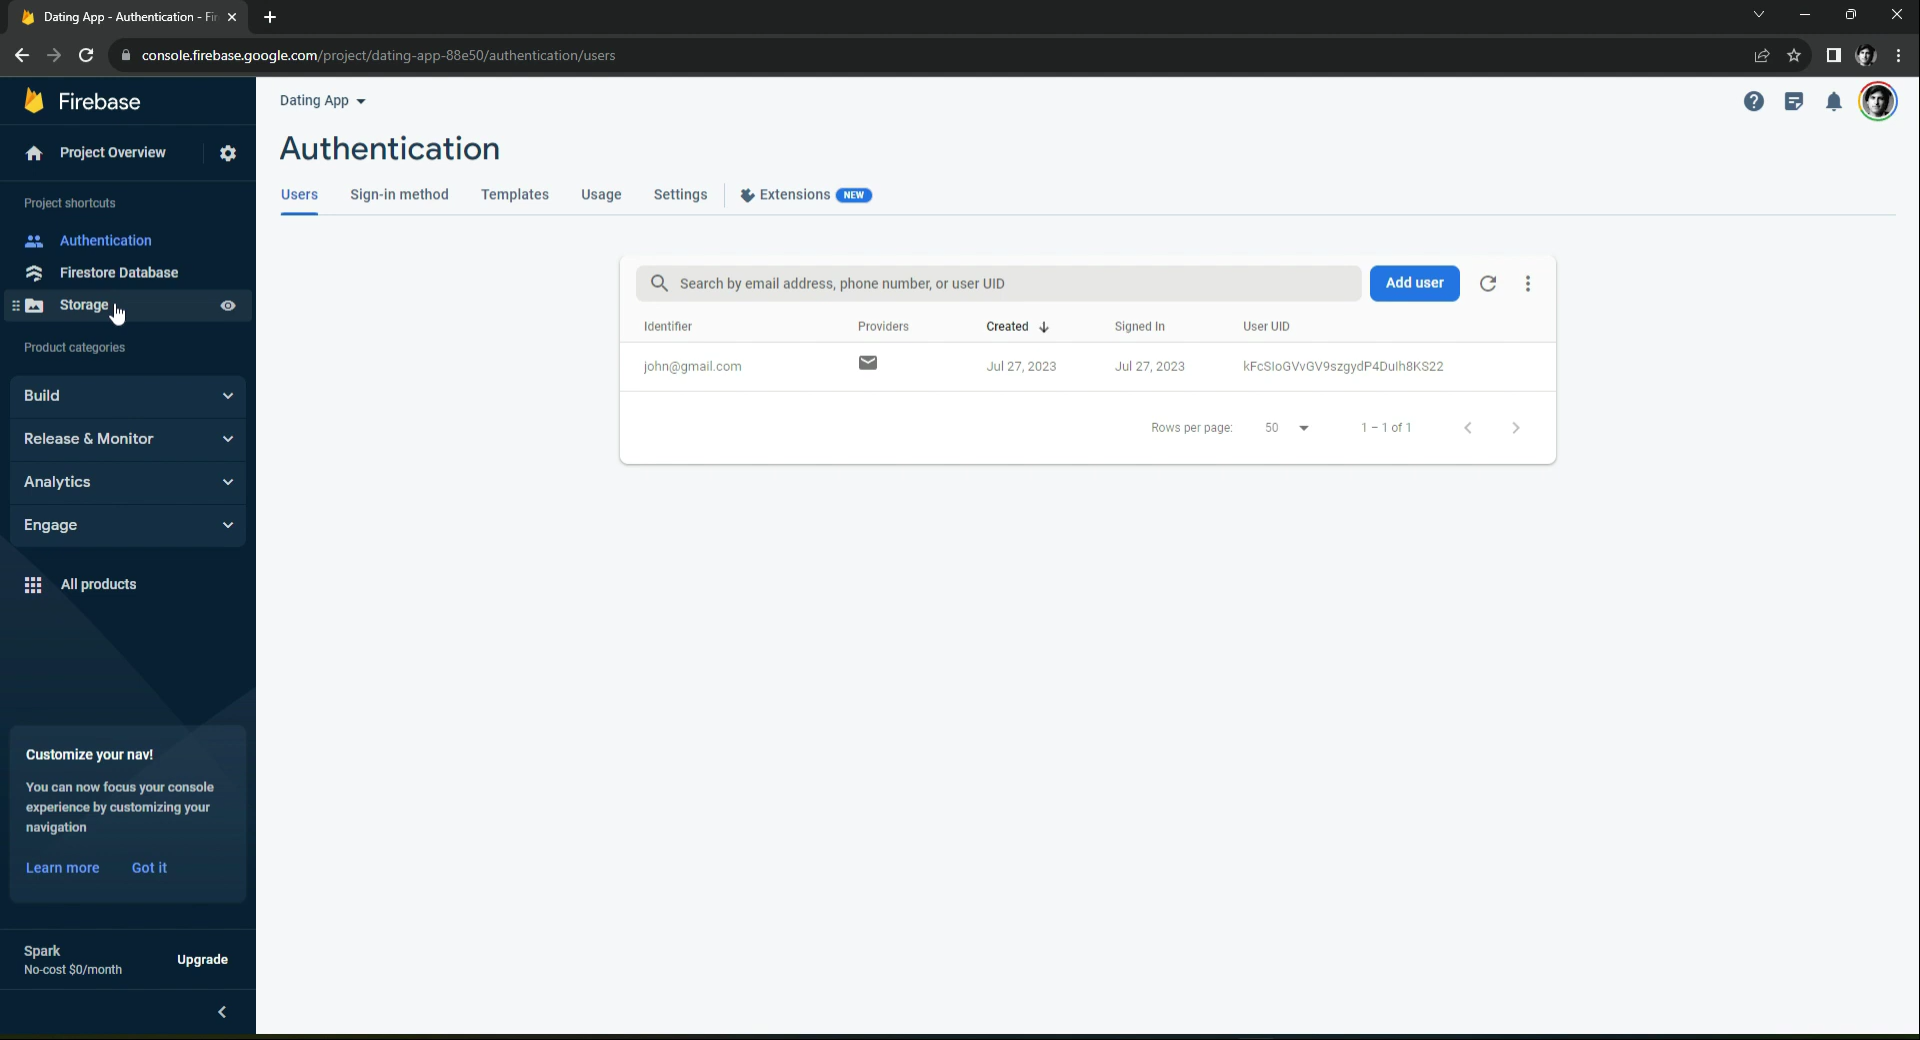 Dating App - Authentication - Fir
console.firebase.google.com/project/dating-app-88e50/authentication/users
Firebase
Project Overview
Project shortcuts
Authentication
Firestore Database
Storage
Product categories
Build
Release & Monitor
Analytics
Engage
All products
Customize your nav!
You can now focus your console
experience by customizing your
navigation
Learn more Got it
Spark
No-cost $0/month
Upgrade
Dating App
Authentication
Users Sign-in method Templates Usage Settings Extensions NEW
Search by email address, phone number, or user UID
Add user
Identifier Providers Created Signed In User UID
john@gmail.com Jul 27, 2023 Jul 27, 2023 kFcSIoGVvGV9szgydP4DuIh8KS22
Rows per page: 50 1 – 1 of 1